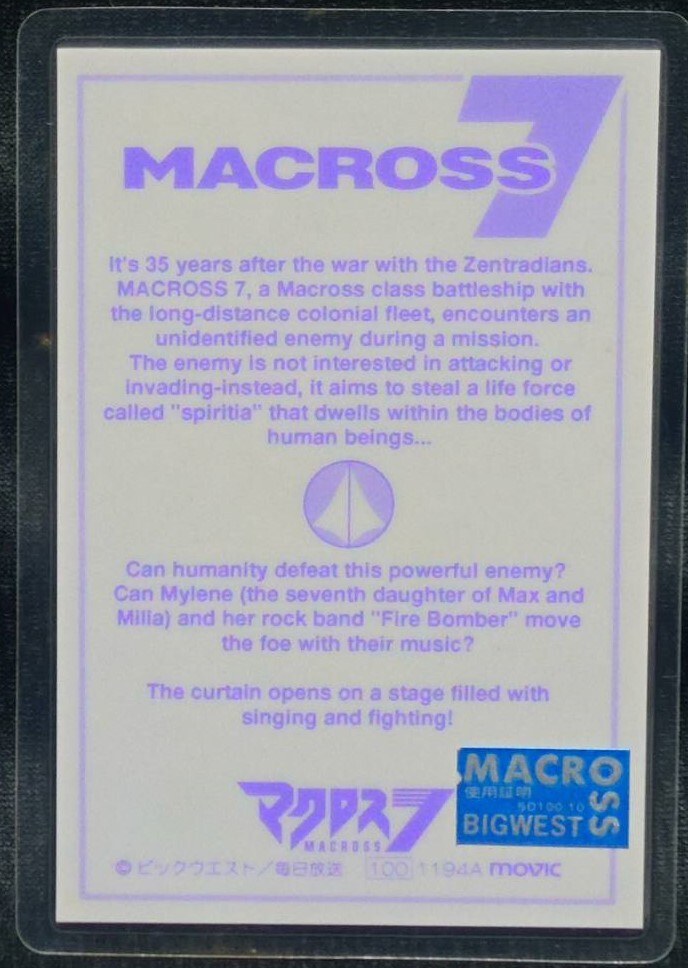 MACROSS 7
It's 35 years after the war with the Zentradians.
MACROSS 7, a Macross class battleship with
the long-distance colonial fleet, encounters an
unidentified enemy during a mission.
The enemy is not interested in attacking or
invading-instead, it aims to steal a life force
called "spiritia" that dwells within the bodies of
human beings...
Can humanity defeat this powerful enemy?
Can Mylene (the seventh daughter of Max and
Milia) and her rock band "Fire Bomber" move
the foe with their music?
The curtain opens on a stage filled with
singing and fighting!
マクロス7
MACROSS
MACROSS
使用証明
50100.10
BIGWEST
© ビックウエスト/毎日放送 100 1194A movic